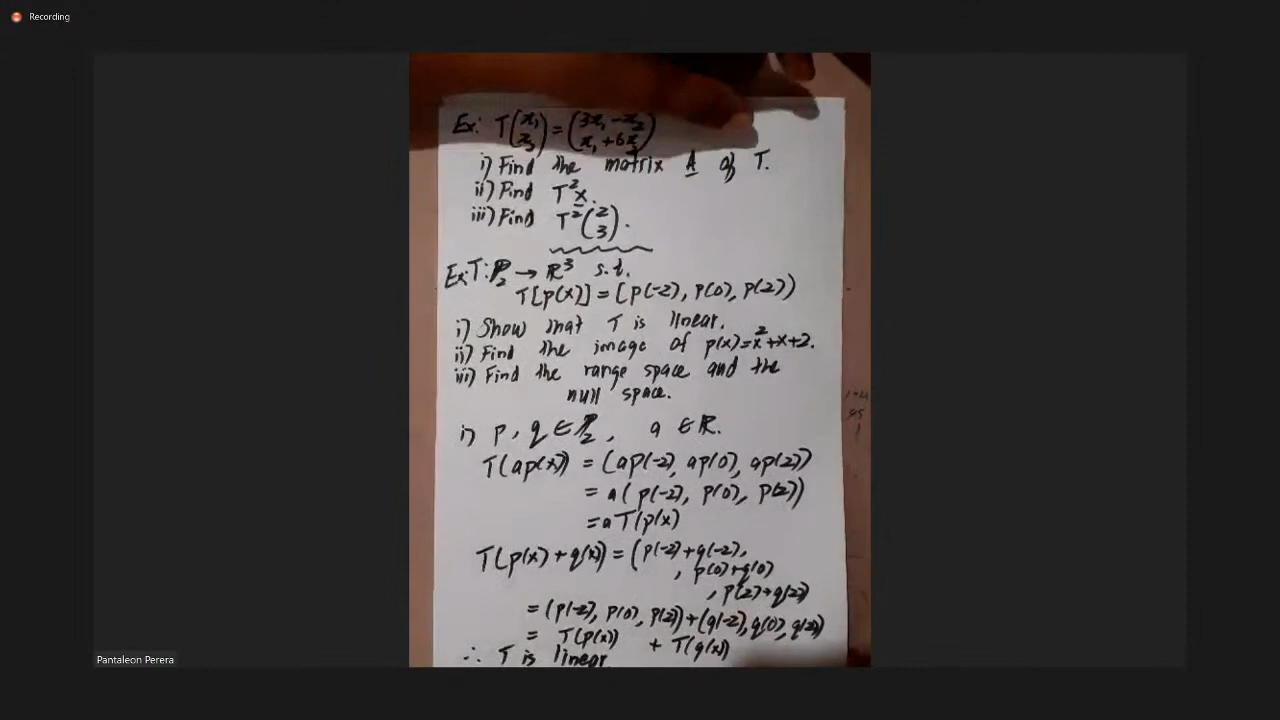 Recording
Ex: T(x₁ x₂) = (3x₁ - x₂ x₁ + 6x₂)
i) Find the matrix A of T.
ii) Find T²x.
iii) Find T²(2 3).
Ex: T: P₂ → R³ s.t.
T[p(x)] = [p(-2), p(0), p(2))
i) Show that T is linear.
ii) Find the image of p(x)=x²+x+2.
iii) Find the range space and the
null space.
i) p, q ∈ P₂, a ∈ R.
T(ap(x)) = (ap(-2), ap(0), ap(2))
= a(p(-2), p(0), p(2))
= aT(p(x)
T(p(x) + q(x)) = (p(-2)+q(-2),
, p(0)+q(0)
, p(2)+q(2))
= (p(-2), p(0), p(2)) + (q(-2), q(0), q(2))
= T(p(x)) + T(q(x))
∴ T is linear
Pantaleon Perera